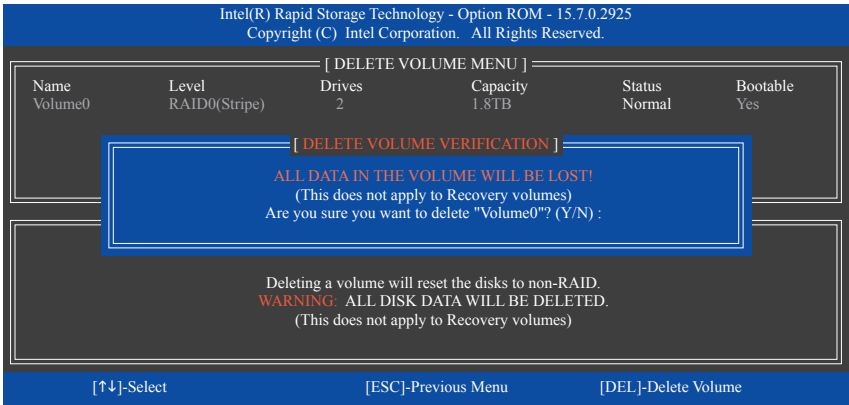 Intel(R) Rapid Storage Technology - Option ROM - 15.7.0.2925
Copyright (C) Intel Corporation. All Rights Reserved.
[ DELETE VOLUME MENU ]
Name Level Drives Capacity Status Bootable
Volume0 RAID0(Stripe) 2 1.8TB Normal Yes
[ DELETE VOLUME VERIFICATION ]
ALL DATA IN THE VOLUME WILL BE LOST!
(This does not apply to Recovery volumes)
Are you sure you want to delete "Volume0"? (Y/N) :
Deleting a volume will reset the disks to non-RAID.
WARNING: ALL DISK DATA WILL BE DELETED.
(This does not apply to Recovery volumes)
[↑↓]-Select [ESC]-Previous Menu [DEL]-Delete Volume